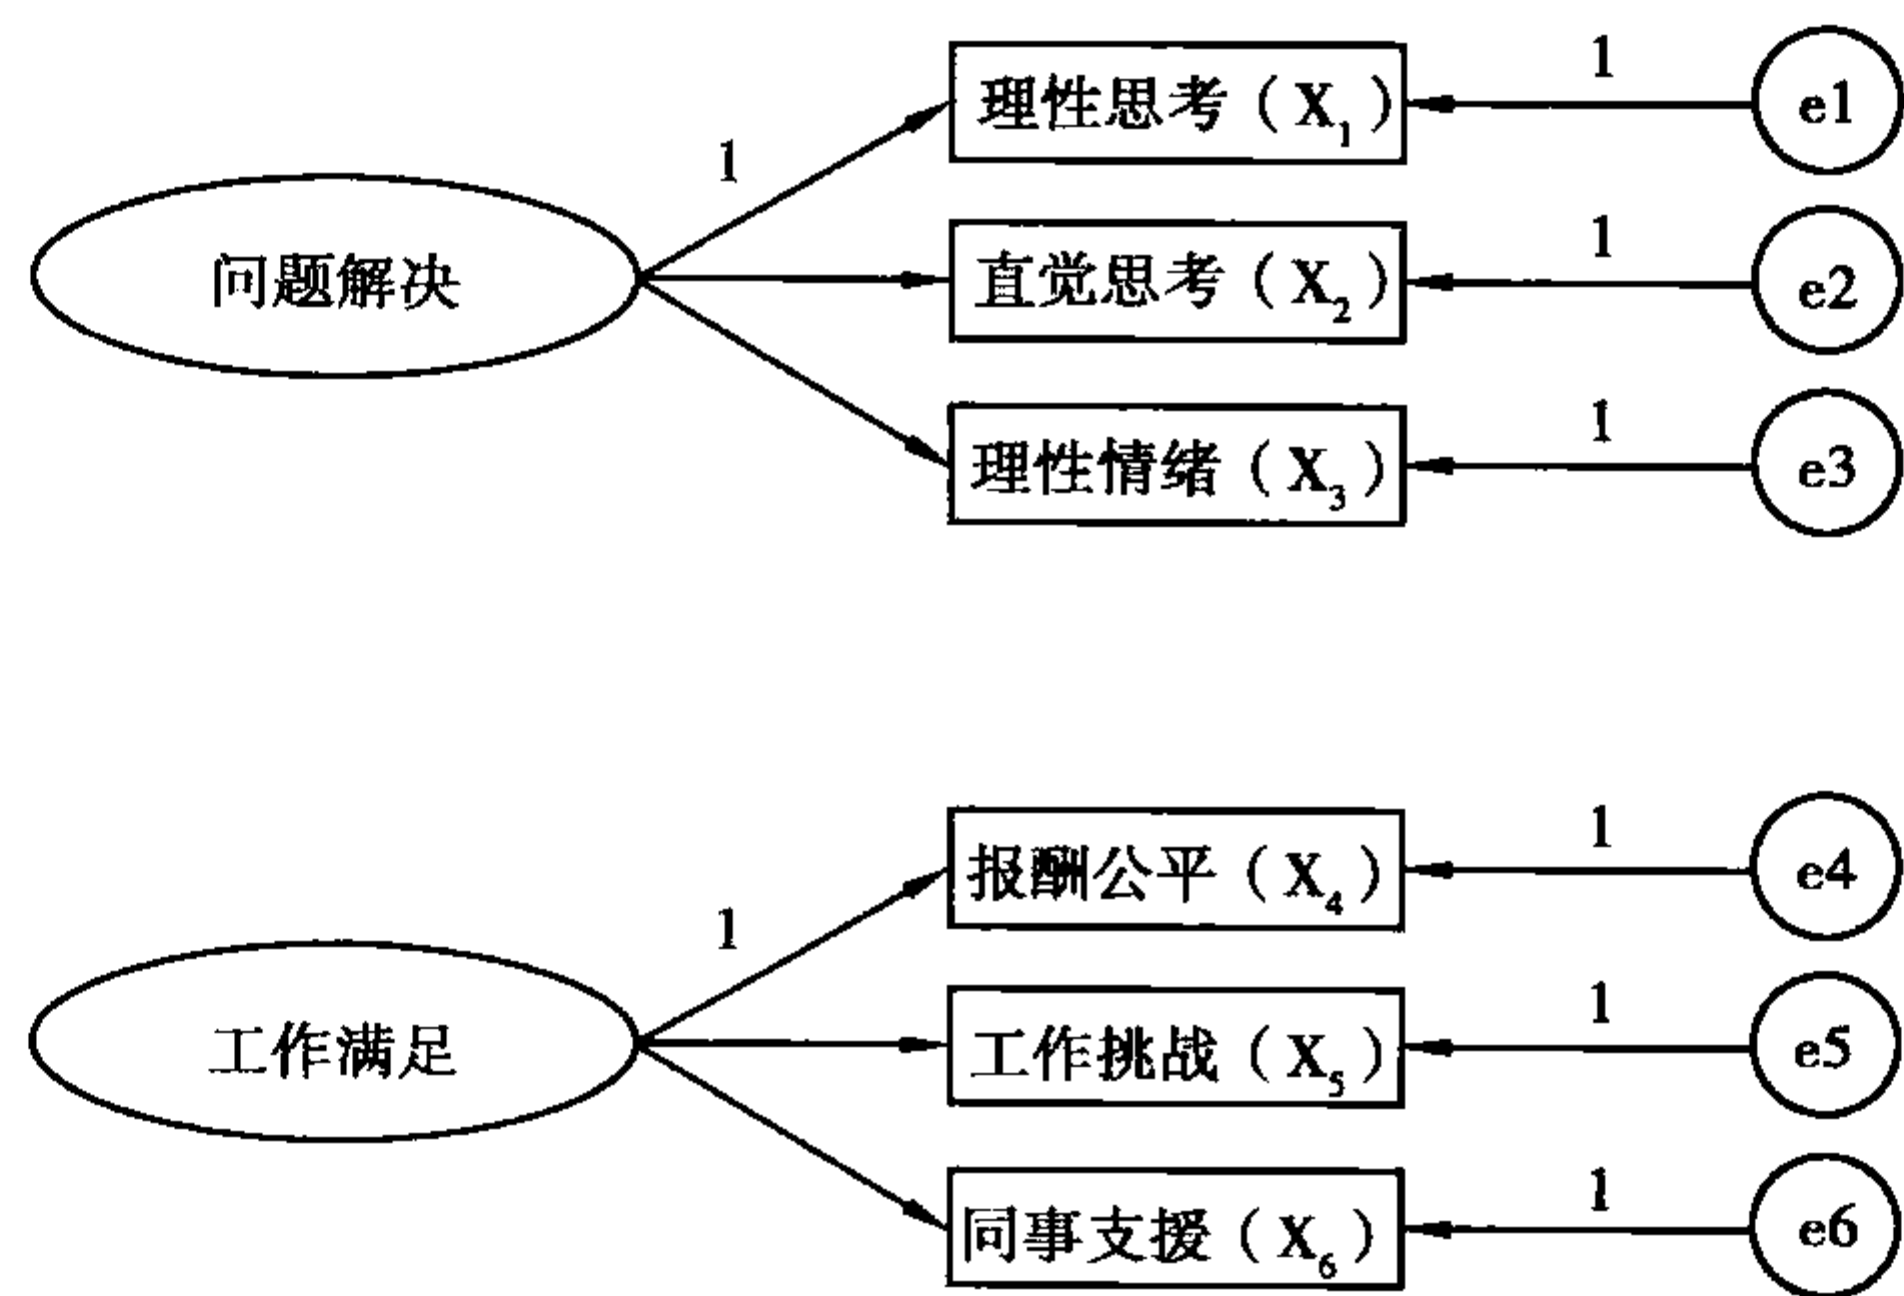 理性思考（X1） 1 e1
1
问题解决 直觉思考（X2） 1 e2
理性情绪（X3） 1 e3
报酬公平（X4） 1 e4
1
工作满足 工作挑战（X5） 1 e5
同事支援（X6） 1 e6